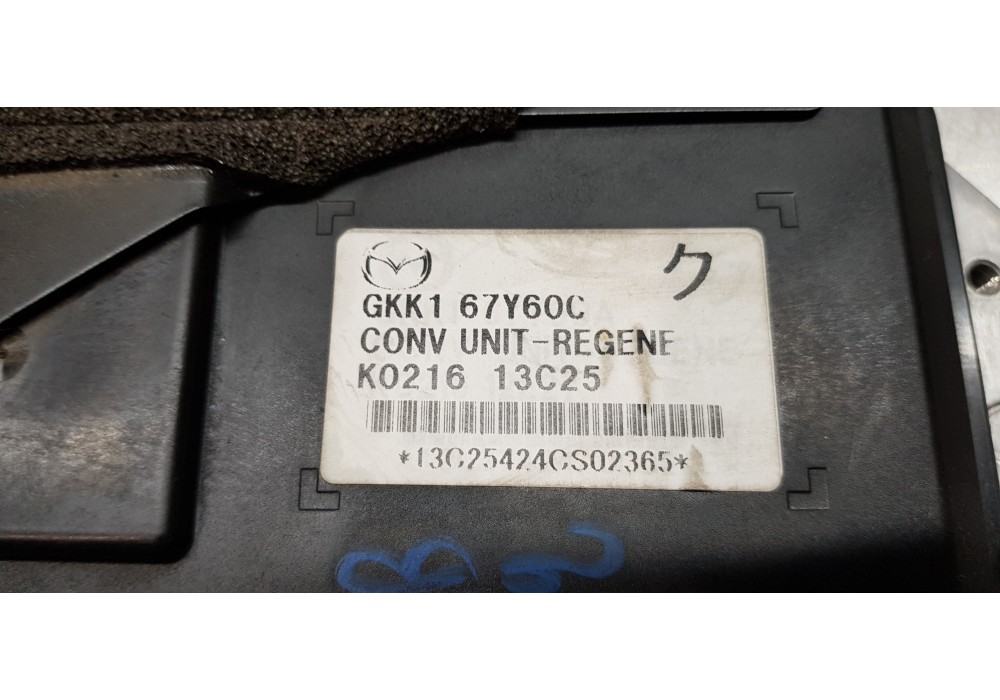 ク
GKK1 67Y60C
CONV UNIT-REGENE
K0216 13C25
*13C25424CS02365*
B